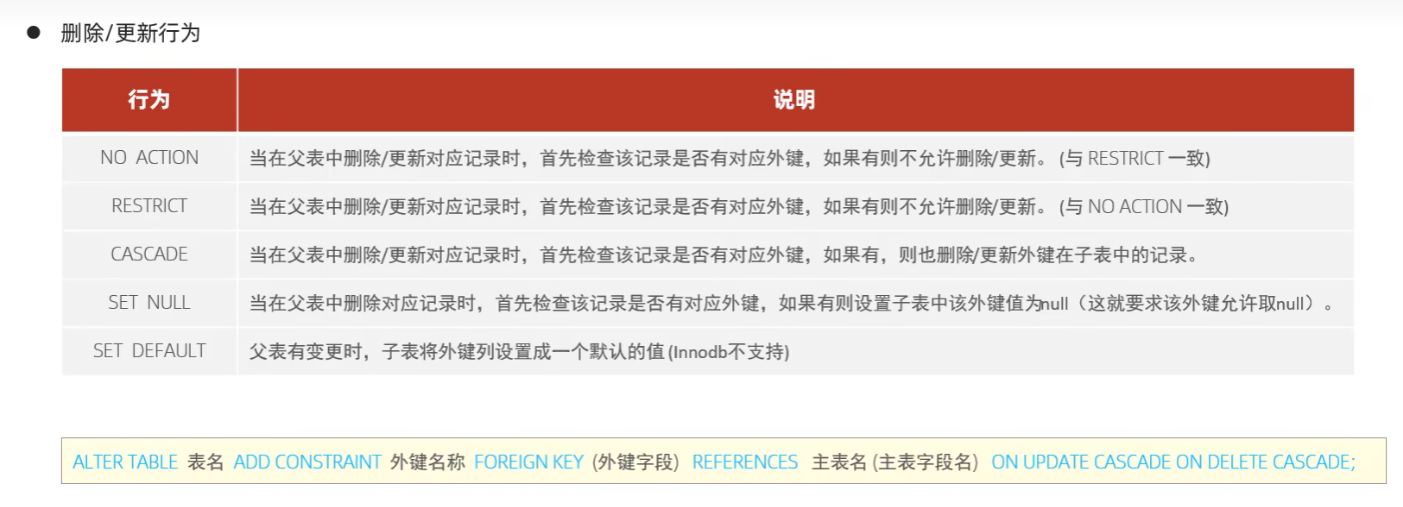 ● 删除/更新行为
行为 说明
NO ACTION 当在父表中删除/更新对应记录时，首先检查该记录是否有对应外键，如果有则不允许删除/更新。 (与 RESTRICT 一致)
RESTRICT 当在父表中删除/更新对应记录时，首先检查该记录是否有对应外键，如果有则不允许删除/更新。 (与 NO ACTION 一致)
CASCADE 当在父表中删除/更新对应记录时，首先检查该记录是否有对应外键，如果有，则也删除/更新外键在子表中的记录。
SET NULL 当在父表中删除对应记录时，首先检查该记录是否有对应外键，如果有则设置子表中该外键值为null（这就要求该外键允许取null）。
SET DEFAULT 父表有变更时，子表将外键列设置成一个默认的值 (Innodb不支持)
ALTER TABLE 表名 ADD CONSTRAINT 外键名称 FOREIGN KEY (外键字段) REFERENCES 主表名 (主表字段名) ON UPDATE CASCADE ON DELETE CASCADE;